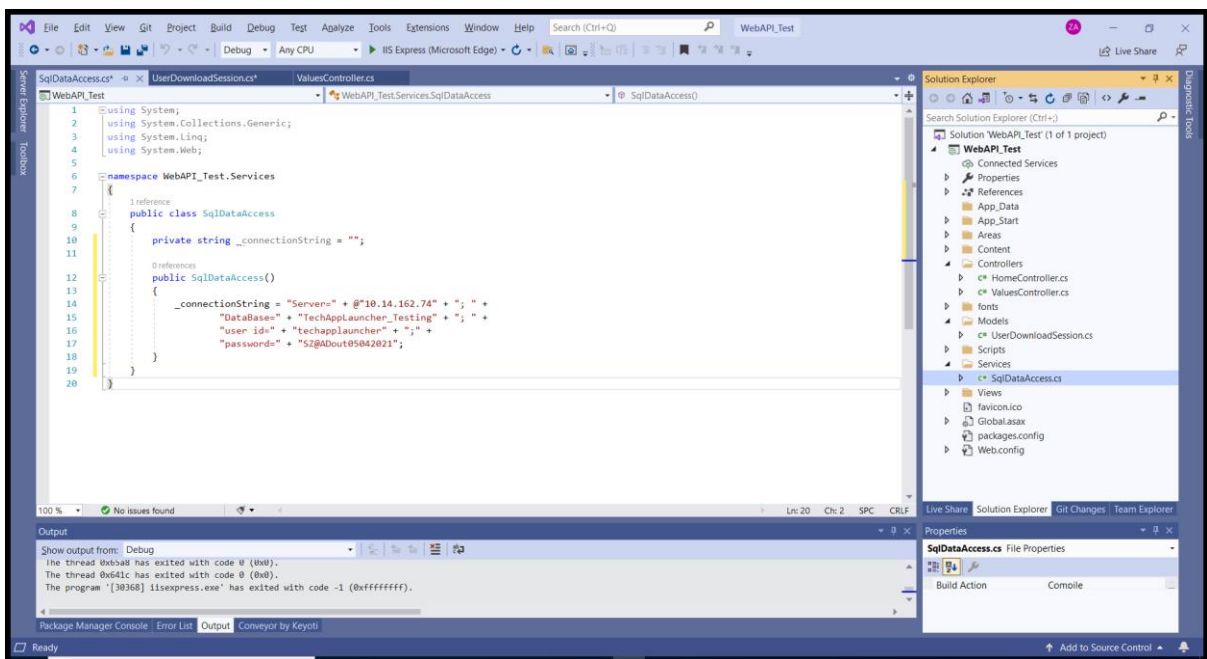 File Edit View Git Project Build Debug Test Analyze Tools Extensions Window Help Search (Ctrl+Q) WebAPI_Test ZA
Debug Any CPU IIS Express (Microsoft Edge) Live Share
Server Explorer
Toolbox
SqlDataAccess.cs* UserDownloadSession.cs* ValuesController.cs
WebAPI_Test WebAPI_Test.Services.SqlDataAccess SqlDataAccess()
1 using System;
2 using System.Collections.Generic;
3 using System.Linq;
4 using System.Web;
5
6 namespace WebAPI_Test.Services
7 {
1 reference
8 public class SqlDataAccess
9 {
10 private string _connectionString = "";
11
0 references
12 public SqlDataAccess()
13 {
14 _connectionString = "Server=" + @"10.14.162.74" + "; " +
15 "DataBase=" + "TechAppLauncher_Testing" + "; " +
16 "user id=" + "techapplauncher" + ";" +
17 "password=" + "SZ@ADout05042021";
18 }
19 }
20 }
100 % No issues found Ln: 20 Ch: 2 SPC CRLF
Output
Show output from: Debug
The thread 0x65a8 has exited with code 0 (0x0).
The thread 0x641c has exited with code 0 (0x0).
The program '[30368] iisexpress.exe' has exited with code -1 (0xffffffff).
Package Manager Console Error List Output Conveyor by Keyoti
Solution Explorer
Search Solution Explorer (Ctrl+;)
Solution 'WebAPI_Test' (1 of 1 project)
WebAPI_Test
Connected Services
Properties
References
App_Data
App_Start
Areas
Content
Controllers
C# HomeController.cs
C# ValuesController.cs
fonts
Models
C# UserDownloadSession.cs
Scripts
Services
C# SqlDataAccess.cs
Views
favicon.ico
Global.asax
packages.config
Web.config
Live Share Solution Explorer Git Changes Team Explorer
Properties
SqlDataAccess.cs File Properties
Build Action Compile
Diagnostic Tools
Ready Add to Source Control